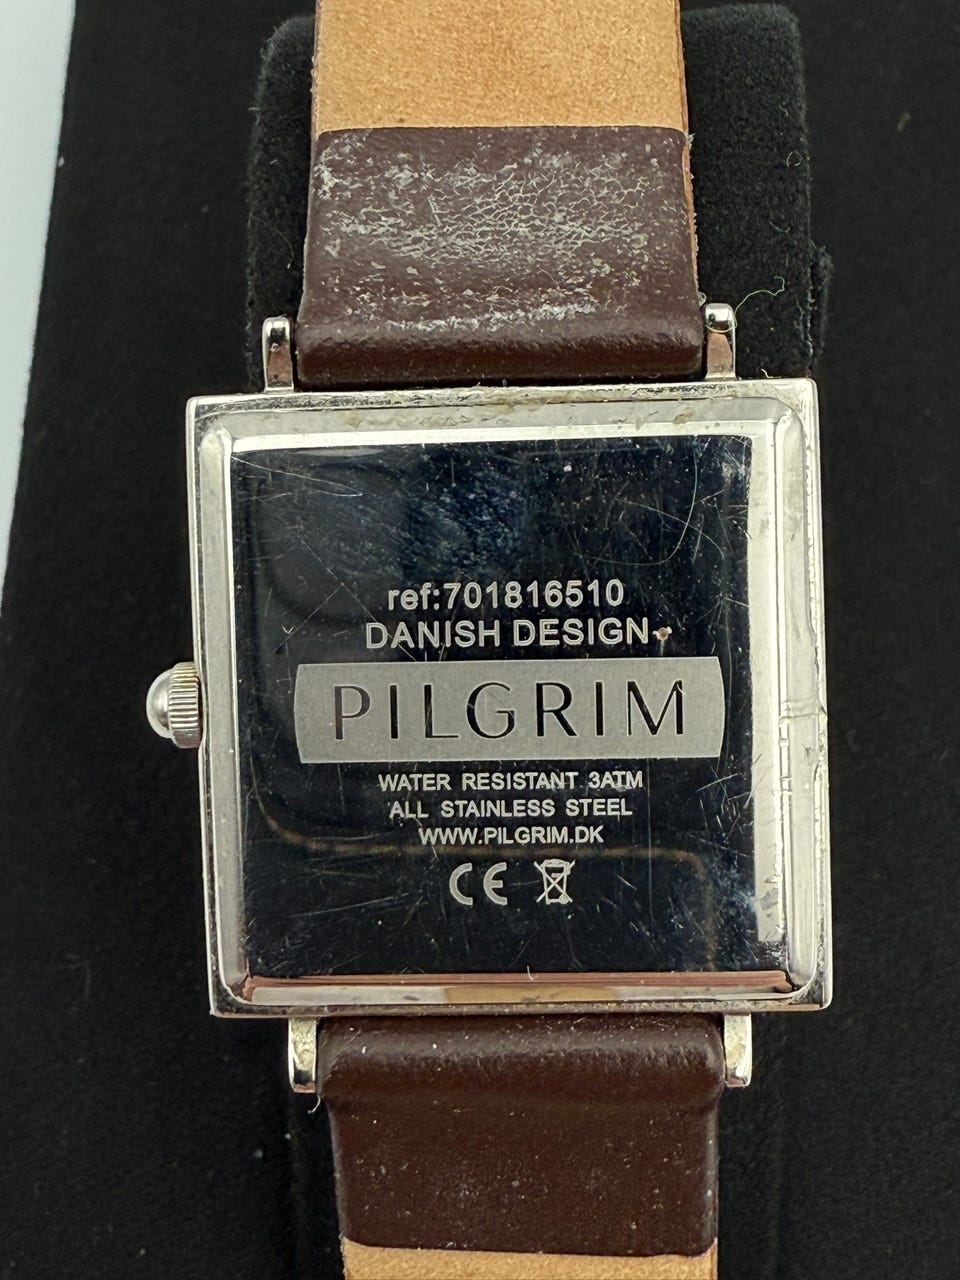 ref:701816510
DANISH DESIGN
PILGRIM
WATER RESISTANT 3ATM
ALL STAINLESS STEEL
WWW.PILGRIM.DK
CE